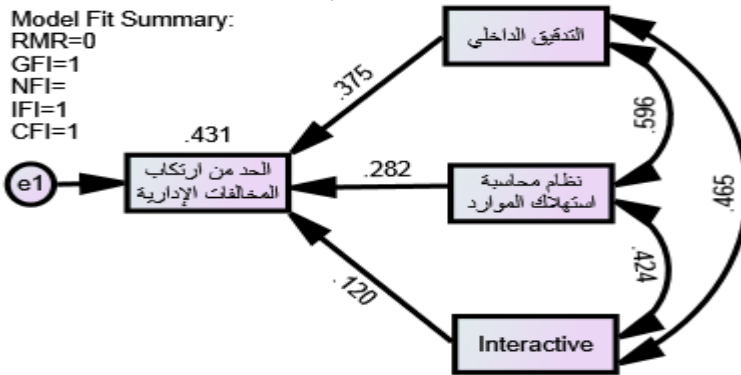 Model Fit Summary:
RMR=0
GFI=1
NFI=
IFI=1
CFI=1
التدقيق الداخلي
.375
.596
.431
.465
e1
الحد من ارتكاب
المخالفات الإدارية
.282
نظام محاسبة
استهلاك الموارد
.424
.120
Interactive